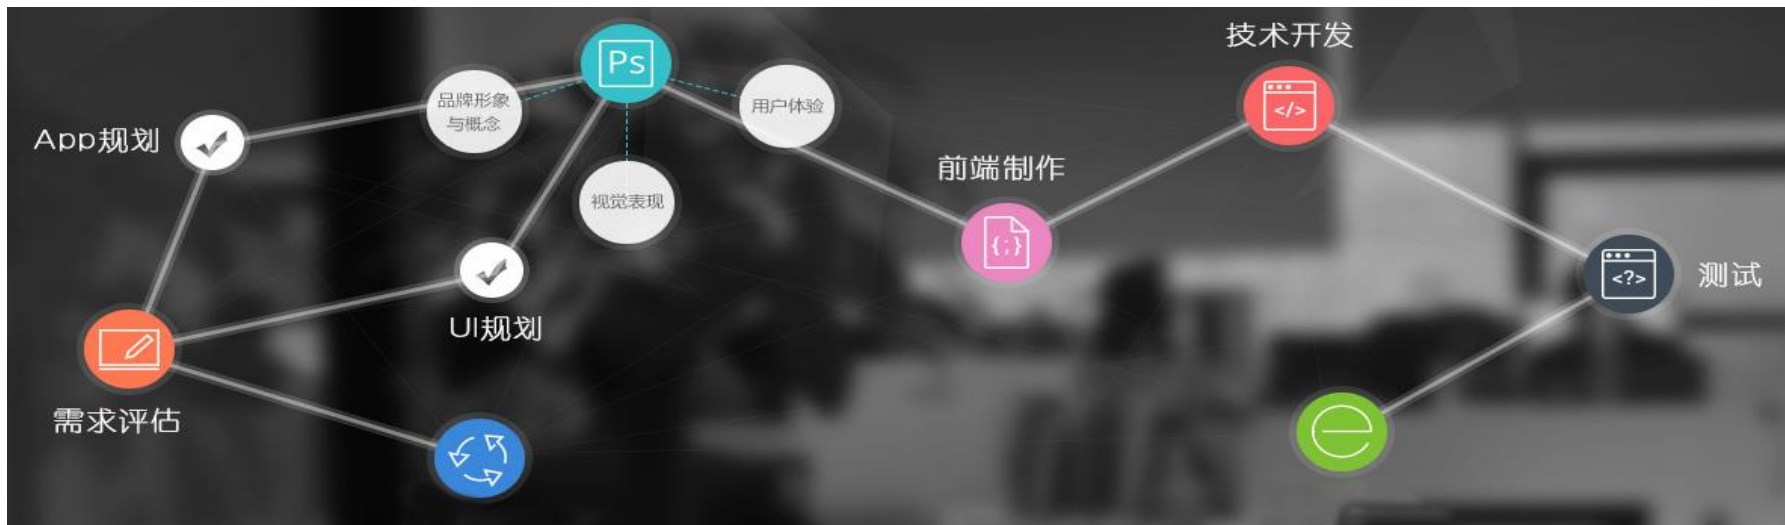 技术开发
Ps
品牌形象
与概念
用户体验
</>
App规划
前端制作
视觉表现
{;}
<?>
测试
UI规划
需求评估
e